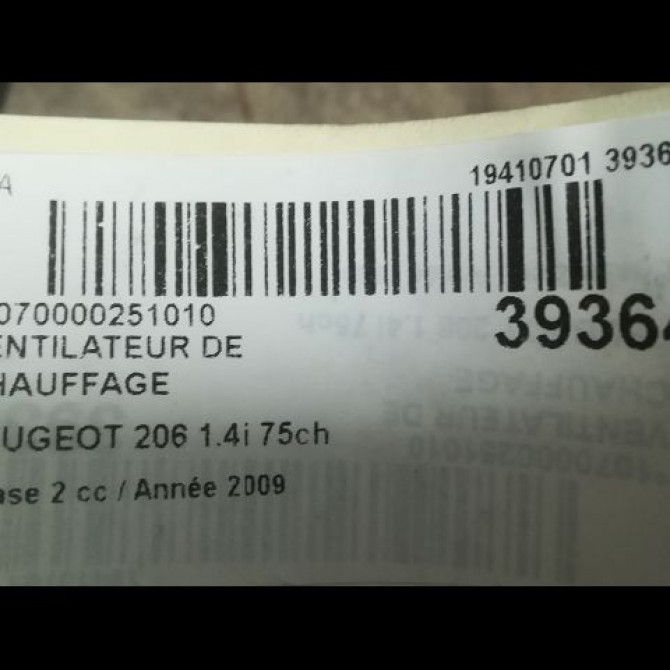 A
19410701 3936
070000251010
39364
ENTILATEUR DE
HAUFFAGE
UGEOT 206 1.4i 75ch
ase 2 cc / Année 2009